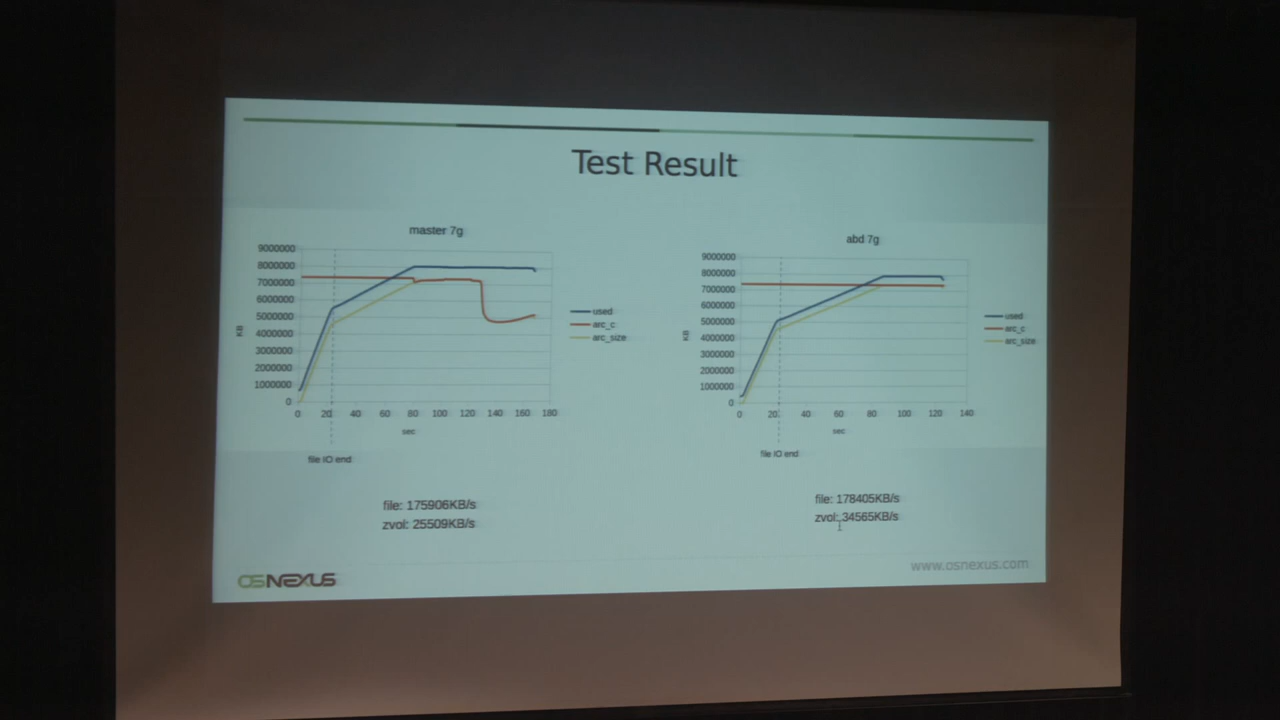 Test Result
master 7g
9000000
8000000
7000000
6000000
5000000
4000000
3000000
2000000
1000000
0
KB
0 20 40 60 80 100 120 140 160 180
sec
file IO end
used
arc_c
arc_size
file: 175906KB/s
zvol: 25509KB/s
abd 7g
9000000
8000000
7000000
6000000
5000000
4000000
3000000
2000000
1000000
0
KB
0 20 40 60 80 100 120 140
sec
file IO end
used
arc_c
arc_size
file: 178405KB/s
zvol: 34565KB/s
OSNEXUS
www.osnexus.com